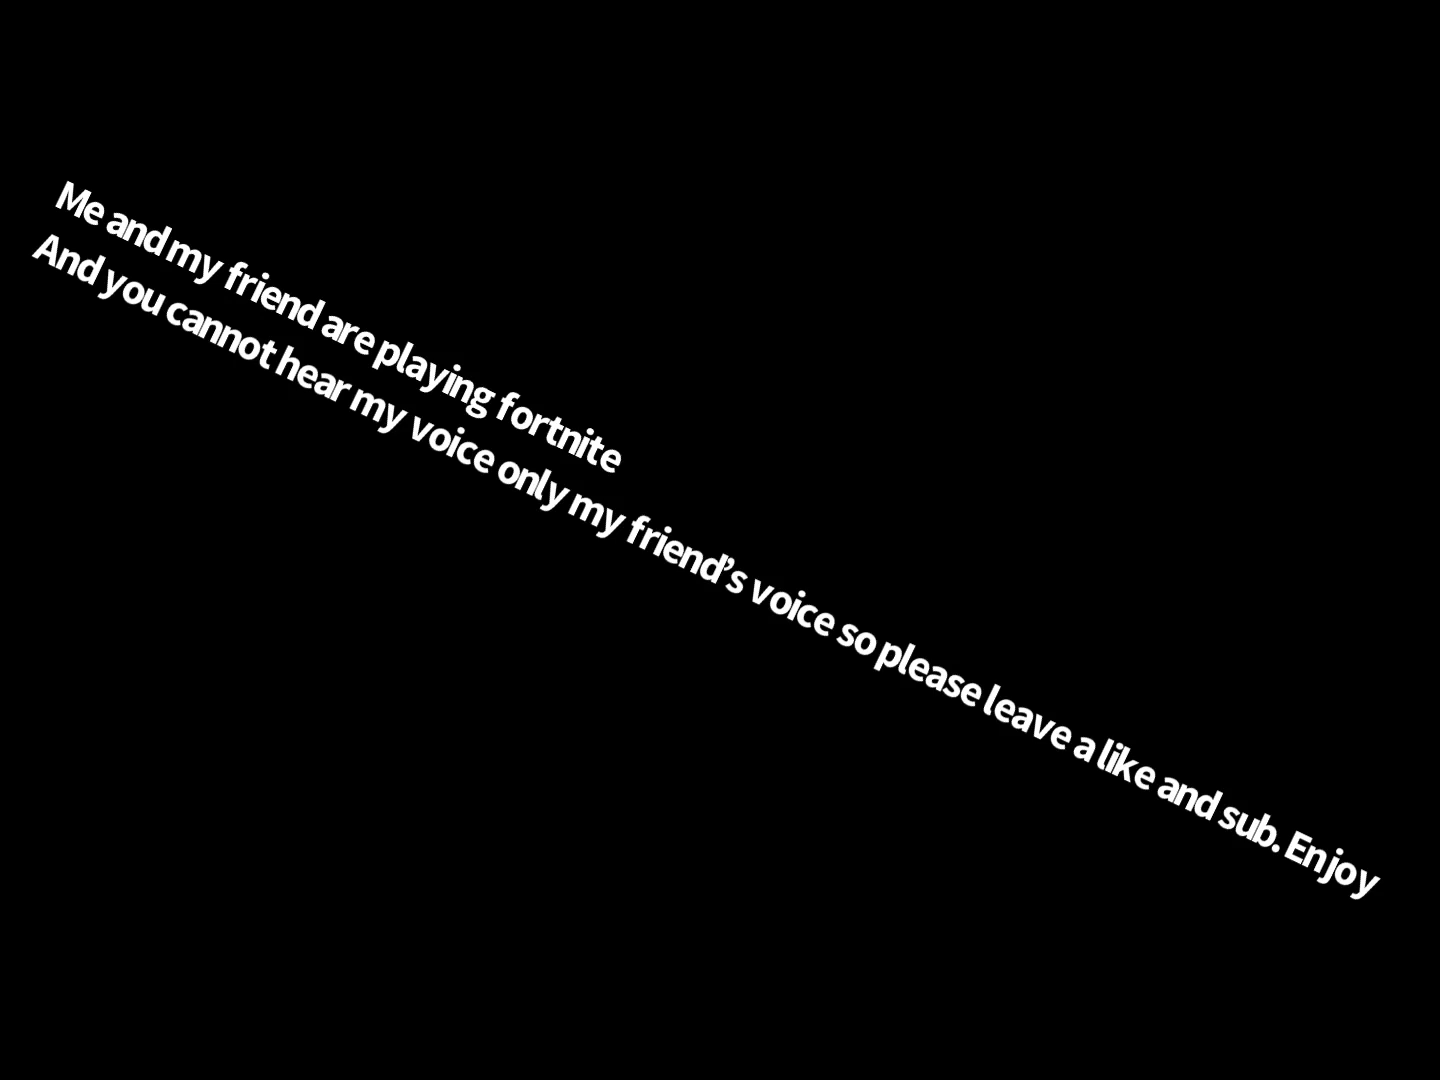 Me and my friend are playing fortnite
And you cannot hear my voice only my friend’s voice so please leave a like and sub. Enjoy